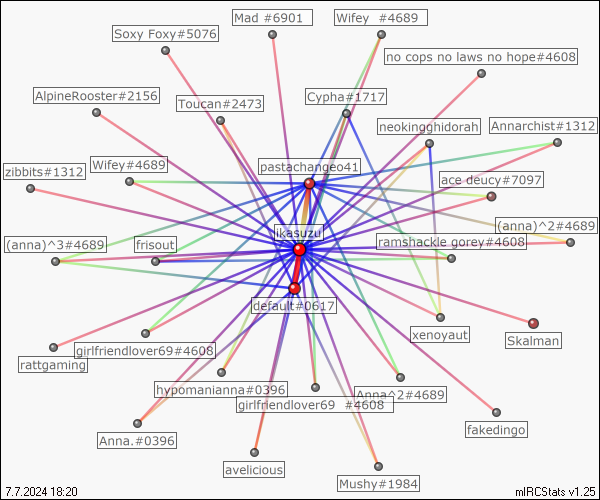 Mad #6901
Wifey #4689
Soxy Foxy#5076
no cops no laws no hope#4608
AlpineRooster#2156
Toucan#2473
Cypha#1717
neokingghidorah
Annarchist#1312
zibbits#1312
Wifey#4689
pastachangeo41
ace deucy#7097
(anna)^2#4689
ikasuzu
(anna)^3#4689
frisout
ramshackle gorey#4608
default#0617
xenoyaut
Skalman
rattgaming
girlfriendlover69#4608
hypomanianna#0396
Anna^2#4689
girlfriendlover69 #4608
fakedingo
Anna.#0396
avelicious
Mushy#1984
7.7.2024 18:20
mIRCStats v1.25